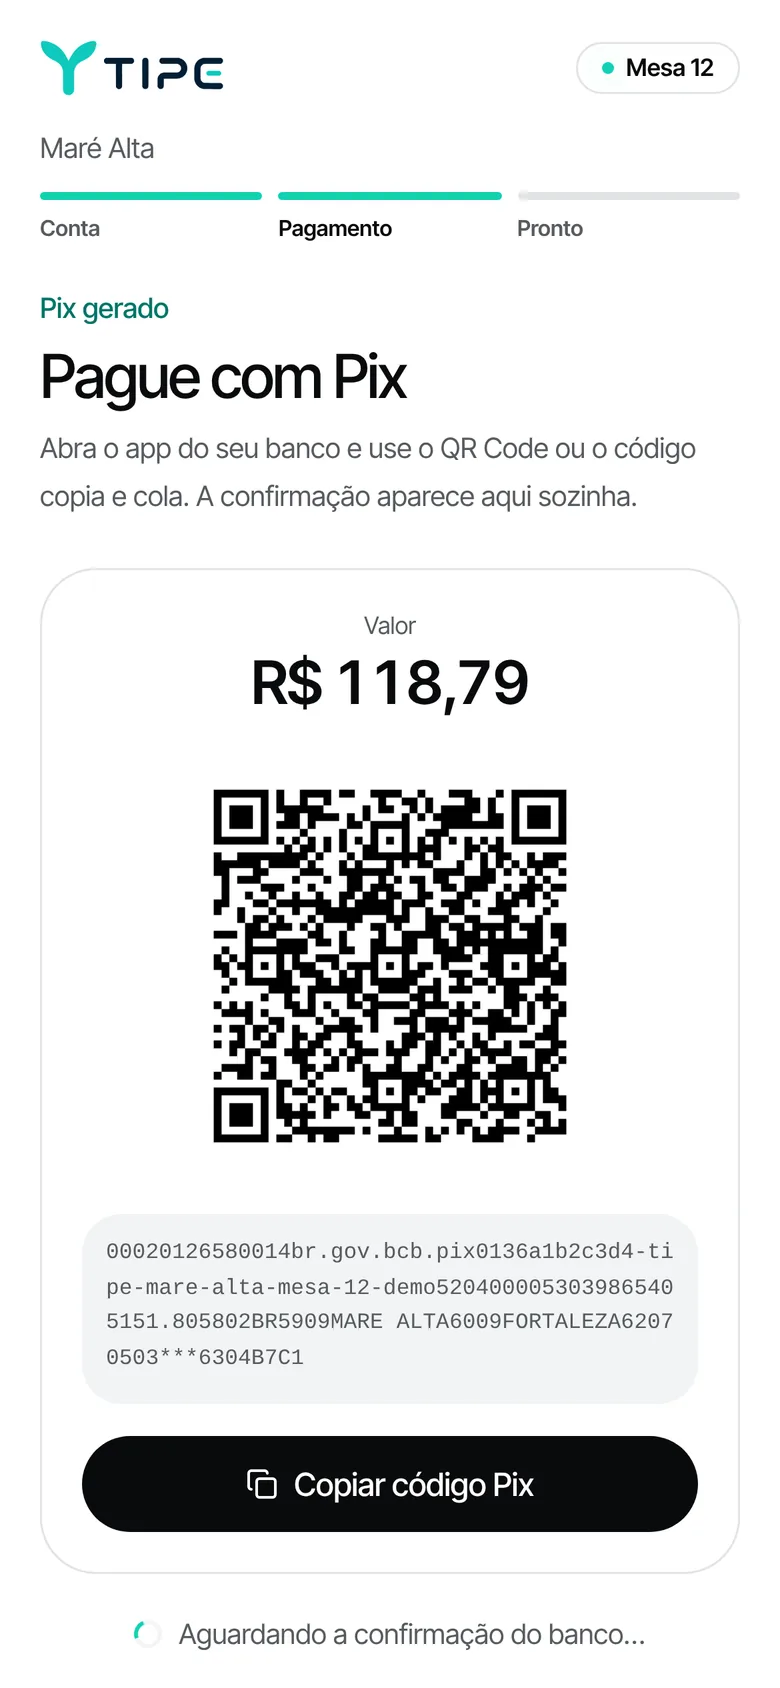 TIPE
Mesa 12
Maré Alta
Conta
Pagamento
Pronto
Pix gerado
Pague com Pix
Abra o app do seu banco e use o QR Code ou o código
copia e cola. A confirmação aparece aqui sozinha.
Valor
R$ 118,79
00020126580014br.gov.bcb.pix0136a1b2c3d4-ti
pe-mare-alta-mesa-12-demo520400005303986540
5151.805802BR5909MARE ALTA6009FORTALEZA6207
0503***6304B7C1
Copiar código Pix
Aguardando a confirmação do banco...